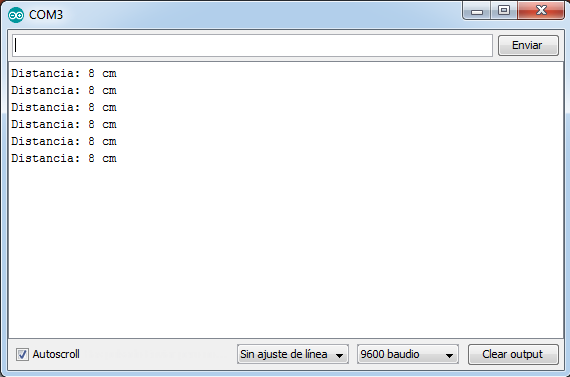 COM3
Enviar
Distancia: 8 cm
Distancia: 8 cm
Distancia: 8 cm
Distancia: 8 cm
Distancia: 8 cm
Distancia: 8 cm
Autoscroll Sin ajuste de línea 9600 baudio Clear output